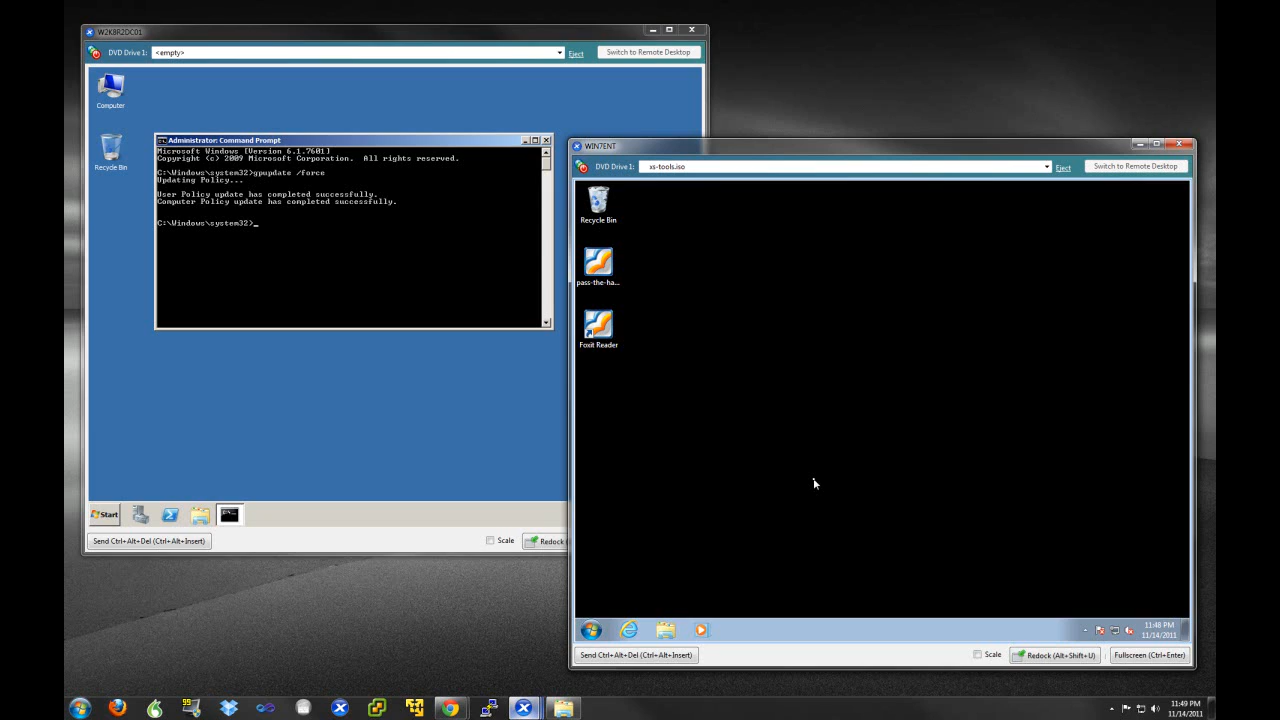 W2K8R2DC01
DVD Drive 1: <empty> Eject Switch to Remote Desktop
Computer
Recycle Bin
Administrator: Command Prompt
Microsoft Windows [Version 6.1.7601]
Copyright (c) 2009 Microsoft Corporation. All rights reserved.
C:\Windows\system32>gpupdate /force
Updating Policy...
User Policy update has completed successfully.
Computer Policy update has completed successfully.
C:\Windows\system32>_
Start
Send Ctrl+Alt+Del (Ctrl+Alt+Insert) Scale Redock (
WIN7ENT
DVD Drive 1: xs-tools.iso Eject Switch to Remote Desktop
Recycle Bin
pass-the-ha...
Foxit Reader
11:48 PM
11/14/2011
Send Ctrl+Alt+Del (Ctrl+Alt+Insert) Scale Redock (Alt+Shift+U) Fullscreen (Ctrl+Enter)
99
11:49 PM
11/14/2011